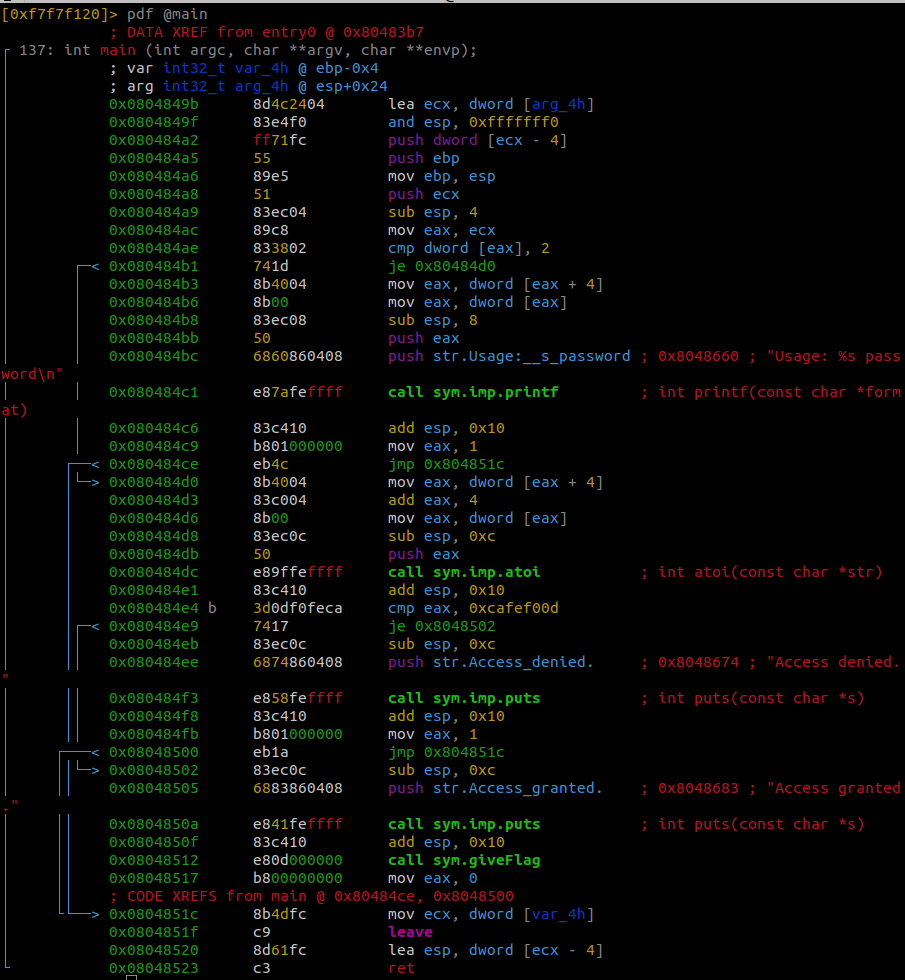 [0xf7f7f120]> pdf @main
; DATA XREF from entry0 @ 0x80483b7
137: int main (int argc, char **argv, char **envp);
; var int32_t var_4h @ ebp-0x4
; arg int32_t arg_4h @ esp+0x24
0x0804849b 8d4c2404 lea ecx, dword [arg_4h]
0x0804849f 83e4f0 and esp, 0xfffffff0
0x080484a2 ff71fc push dword [ecx - 4]
0x080484a5 55 push ebp
0x080484a6 89e5 mov ebp, esp
0x080484a8 51 push ecx
0x080484a9 83ec04 sub esp, 4
0x080484ac 89c8 mov eax, ecx
0x080484ae 833802 cmp dword [eax], 2
< 0x080484b1 741d je 0x80484d0
0x080484b3 8b4004 mov eax, dword [eax + 4]
0x080484b6 8b00 mov eax, dword [eax]
0x080484b8 83ec08 sub esp, 8
0x080484bb 50 push eax
0x080484bc 6860860408 push str.Usage:__s_password ; 0x8048660 ; "Usage: %s pass
word\n"
0x080484c1 e87afeffff call sym.imp.printf ; int printf(const char *form
at)
0x080484c6 83c410 add esp, 0x10
0x080484c9 b801000000 mov eax, 1
< 0x080484ce eb4c jmp 0x804851c
> 0x080484d0 8b4004 mov eax, dword [eax + 4]
0x080484d3 83c004 add eax, 4
0x080484d6 8b00 mov eax, dword [eax]
0x080484d8 83ec0c sub esp, 0xc
0x080484db 50 push eax
0x080484dc e89ffeffff call sym.imp.atoi ; int atoi(const char *str)
0x080484e1 83c410 add esp, 0x10
0x080484e4 b 3d0df0feca cmp eax, 0xcafef00d
< 0x080484e9 7417 je 0x8048502
0x080484eb 83ec0c sub esp, 0xc
0x080484ee 6874860408 push str.Access_denied. ; 0x8048674 ; "Access denied.
"
0x080484f3 e858feffff call sym.imp.puts ; int puts(const char *s)
0x080484f8 83c410 add esp, 0x10
0x080484fb b801000000 mov eax, 1
< 0x08048500 eb1a jmp 0x804851c
> 0x08048502 83ec0c sub esp, 0xc
0x08048505 6883860408 push str.Access_granted. ; 0x8048683 ; "Access granted
."
0x0804850a e841feffff call sym.imp.puts ; int puts(const char *s)
0x0804850f 83c410 add esp, 0x10
0x08048512 e80d000000 call sym.giveFlag
0x08048517 b800000000 mov eax, 0
; CODE XREFS from main @ 0x80484ce, 0x8048500
> 0x0804851c 8b4dfc mov ecx, dword [var_4h]
0x0804851f c9 leave
0x08048520 8d61fc lea esp, dword [ecx - 4]
0x08048523 c3 ret